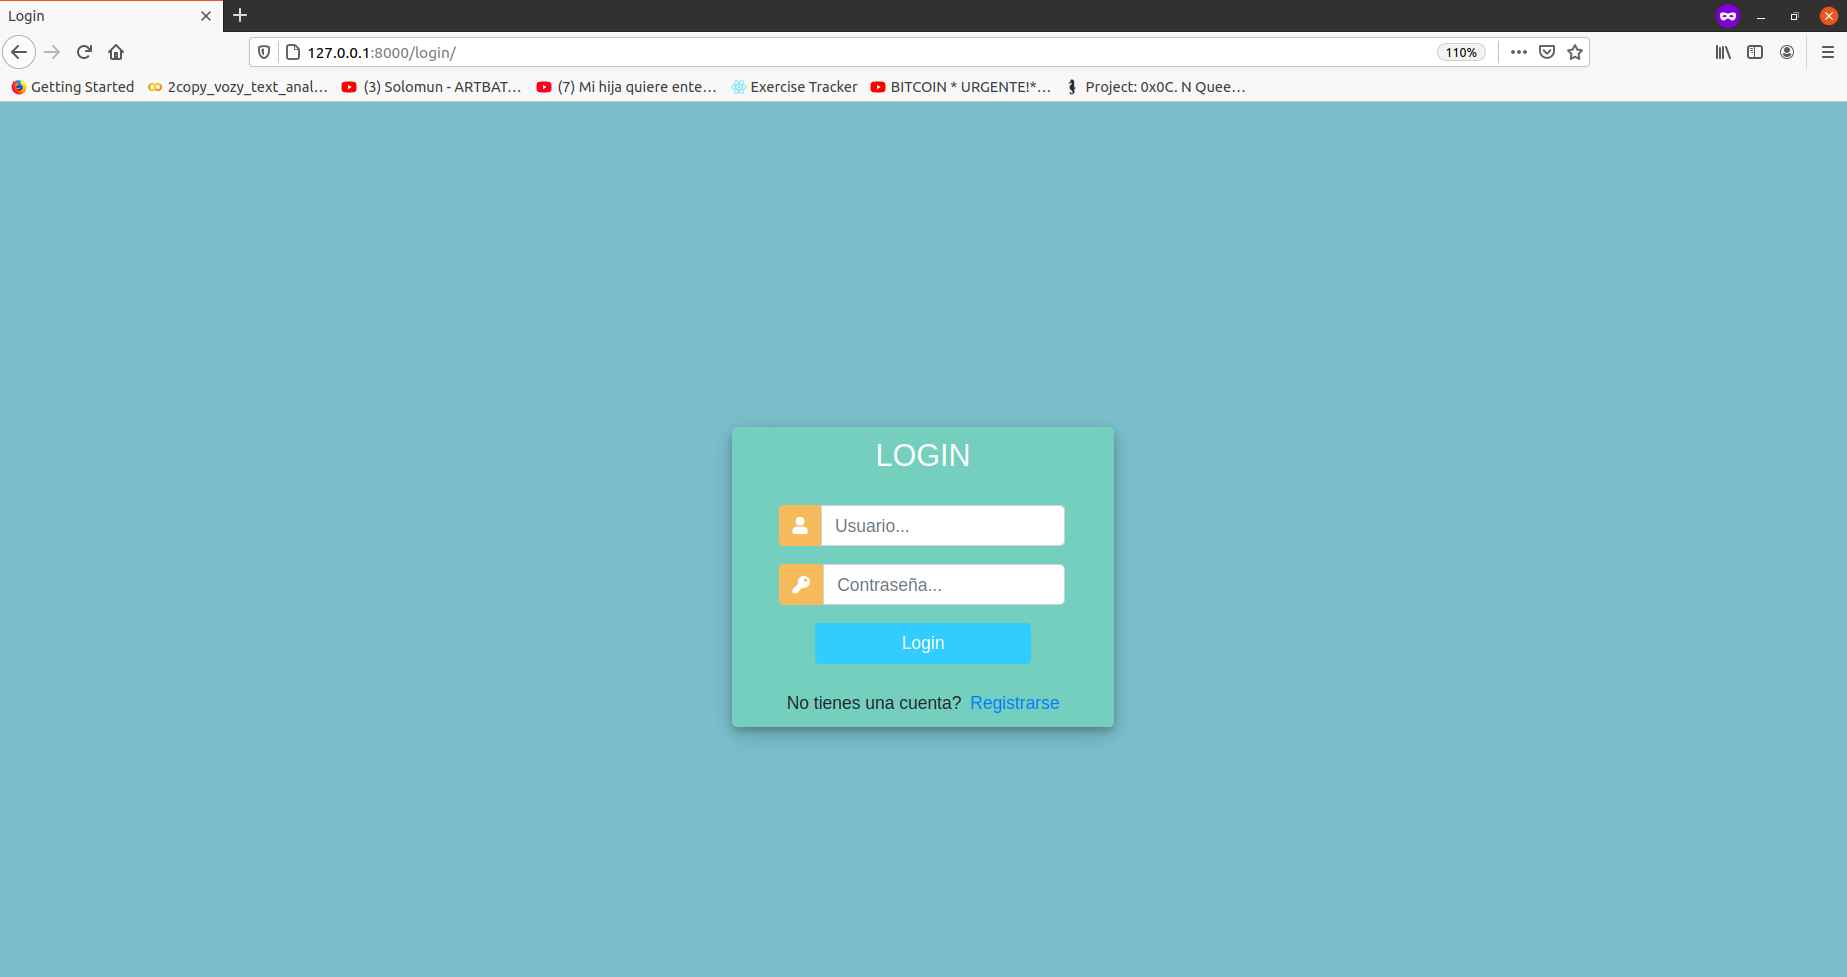 Login
127.0.0.1:8000/login/
110%
Getting Started 2copy_vozy_text_anal... (3) Solomun - ARTBAT... (7) Mi hija quiere ente... Exercise Tracker BITCOIN * URGENTE!*... Project: 0x0C. N Quee...
LOGIN
Usuario...
Contraseña...
Login
No tienes una cuenta? Registrarse